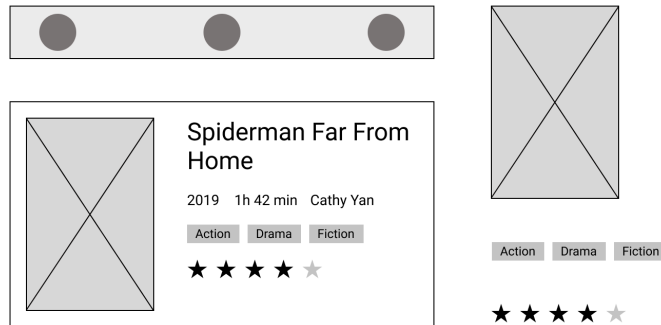 Spiderman Far From
Home
2019 1h 42 min Cathy Yan
Action Drama Fiction
Action Drama Fiction